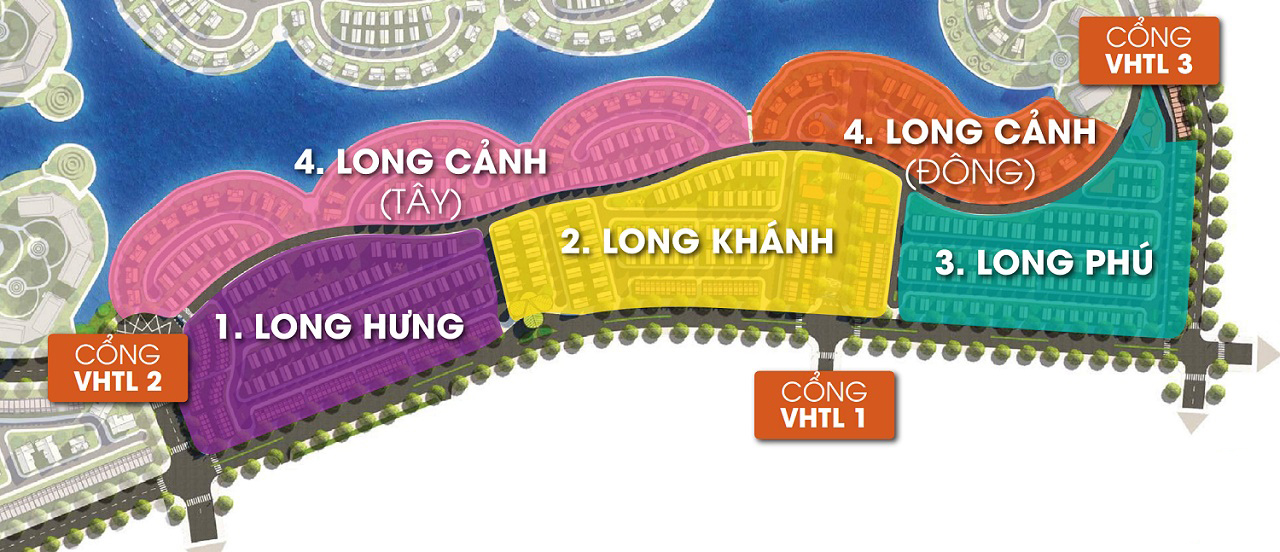 CỔNG
VHTL 3
4. LONG CẢNH
(TÂY)
4. LONG CẢNH
(ĐÔNG)
2. LONG KHÁNH
3. LONG PHÚ
1. LONG HƯNG
CỔNG
VHTL 2
CỔNG
VHTL 1